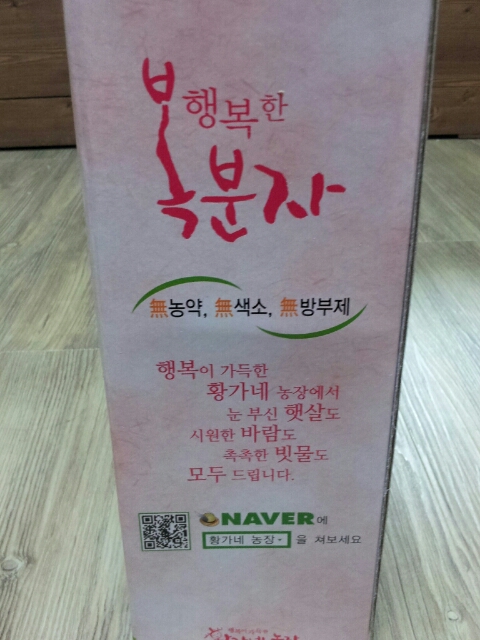 행복한
복분자
無농약, 無색소, 無방부제
행복이 가득한
황가네 농장에서
눈 부신 햇살도
시원한 바람도
촉촉한 빗물도
모두 드립니다.
NAVER에
황가네 농장 을 쳐보세요